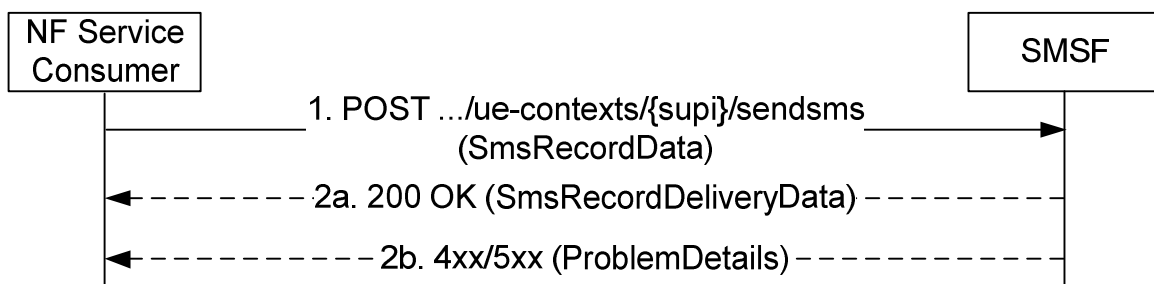 NF Service
Consumer
SMSF
1. POST .../ue-contexts/{supi}/sendsms
(SmsRecordData)
2a. 200 OK (SmsRecordDeliveryData)
2b. 4xx/5xx (ProblemDetails)